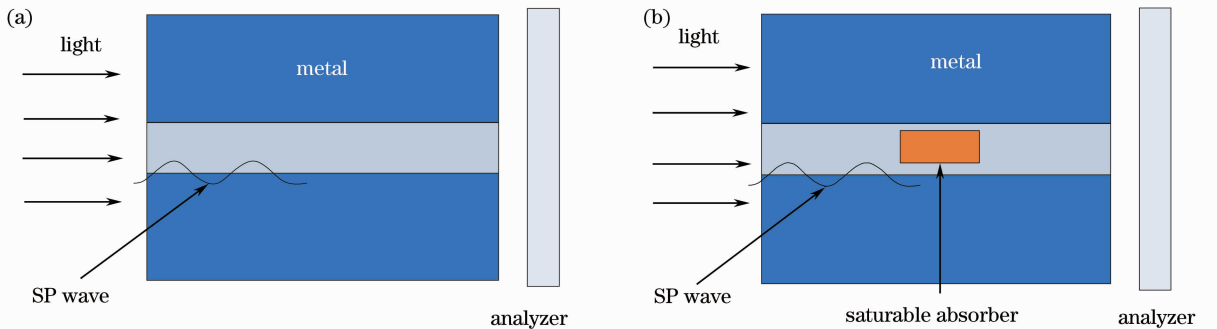 (a)
light
metal
SP wave
analyzer
(b)
light
metal
SP wave
saturable absorber
analyzer